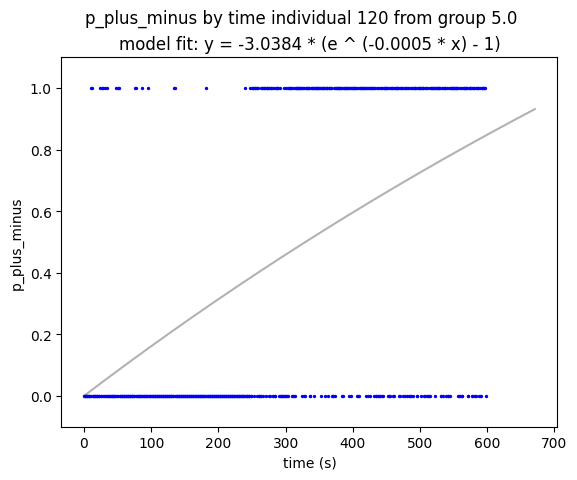 p_plus_minus by time individual 120 from group 5.0
model fit: y = -3.0384 * (e ^ (-0.0005 * x) - 1)
1.0
0.8
0.6
0.4
0.2
0.0
p_plus_minus
0 100 200 300 400 500 600 700
time (s)